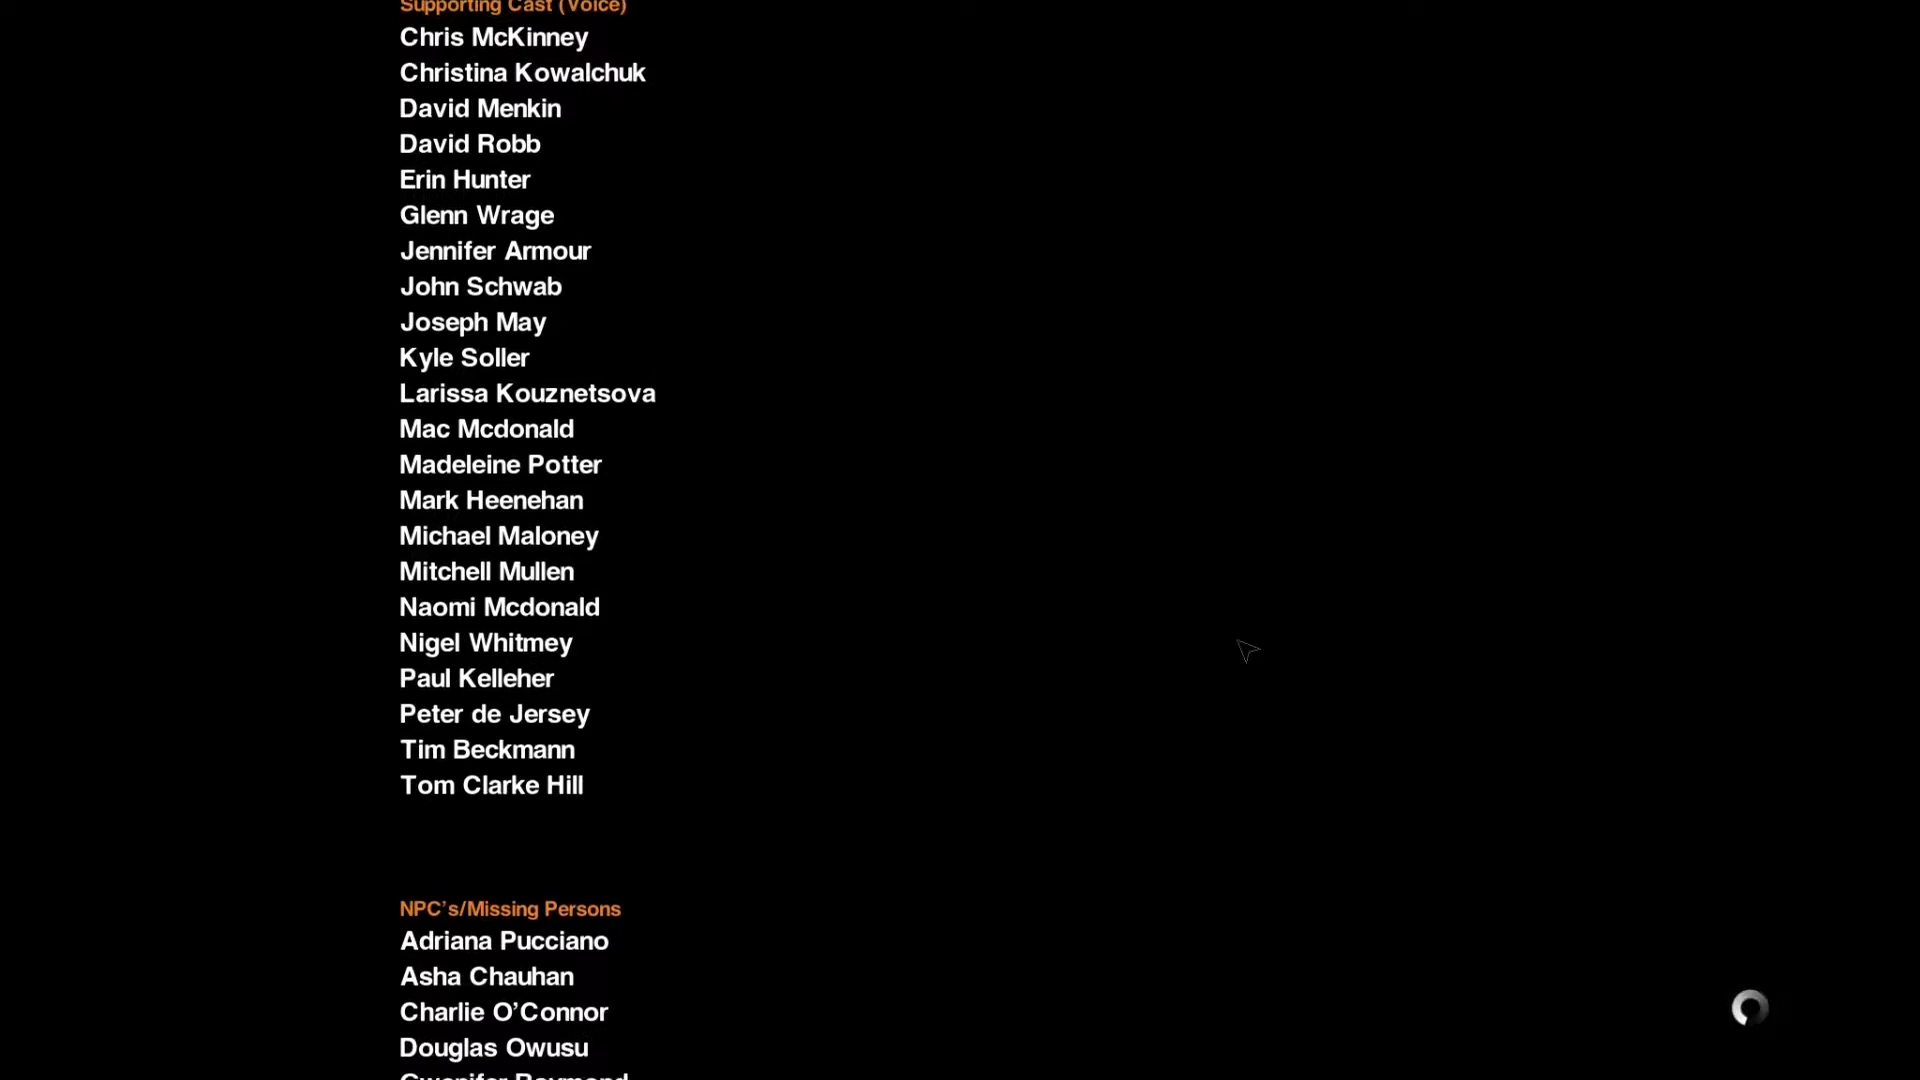 Supporting Cast (Voice)
Chris McKinney
Christina Kowalchuk
David Menkin
David Robb
Erin Hunter
Glenn Wrage
Jennifer Armour
John Schwab
Joseph May
Kyle Soller
Larissa Kouznetsova
Mac Mcdonald
Madeleine Potter
Mark Heenehan
Michael Maloney
Mitchell Mullen
Naomi Mcdonald
Nigel Whitmey
Paul Kelleher
Peter de Jersey
Tim Beckmann
Tom Clarke Hill
NPC’s/Missing Persons
Adriana Pucciano
Asha Chauhan
Charlie O’Connor
Douglas Owusu